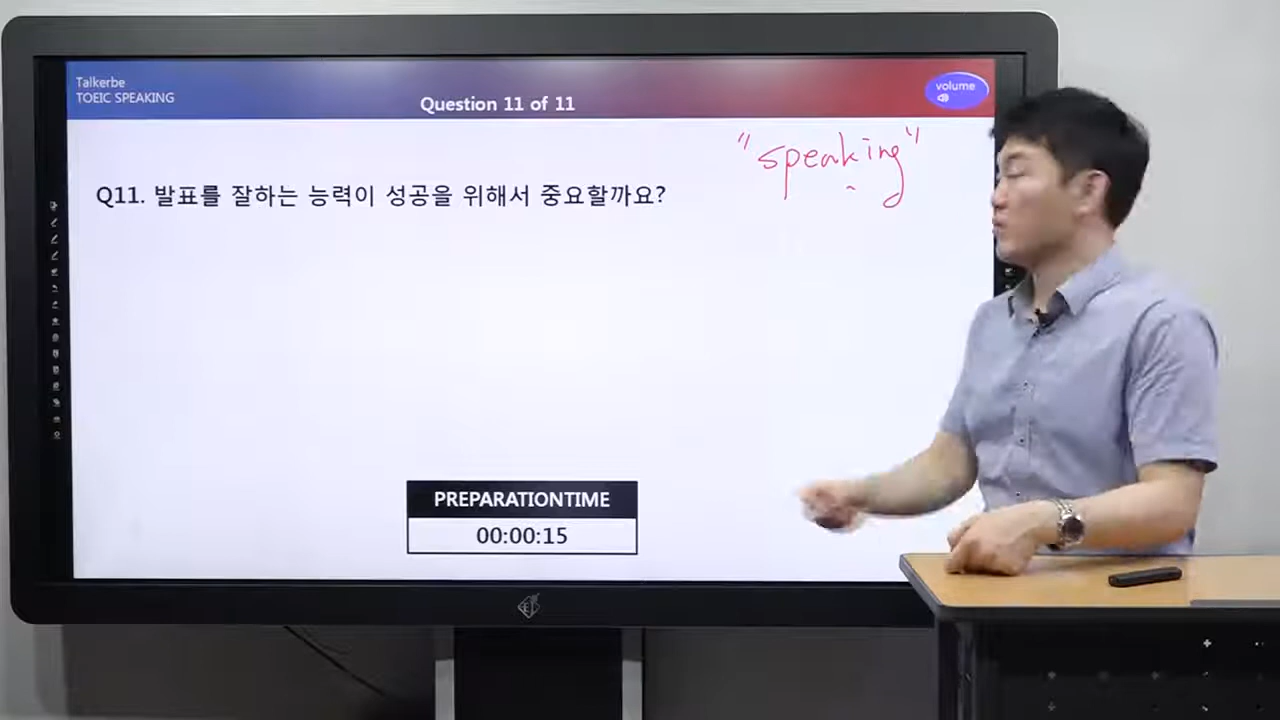 Talkerbe
TOEIC SPEAKING
Question 11 of 11
volume
"speaking"
Q11. 발표를 잘하는 능력이 성공을 위해서 중요할까요?
PREPARATIONTIME
00:00:15